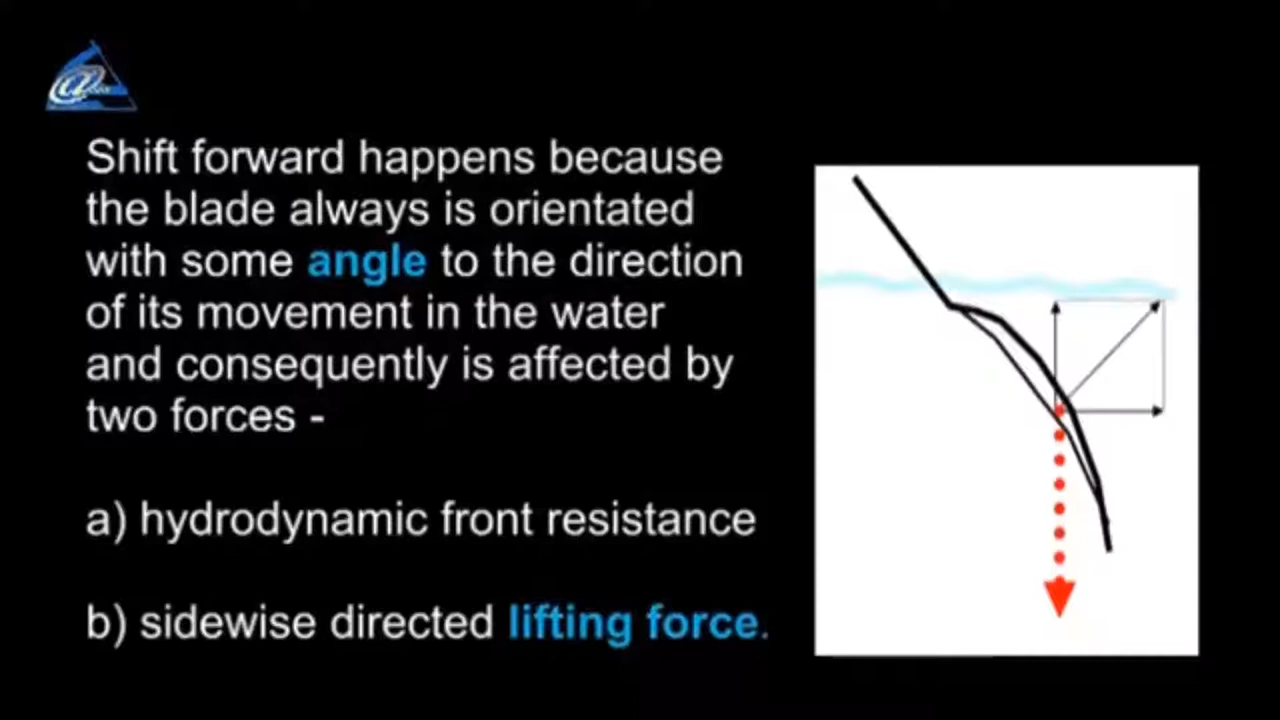 Shift forward happens because
the blade always is orientated
with some angle to the direction
of its movement in the water
and consequently is affected by
two forces -
a) hydrodynamic front resistance
b) sidewise directed lifting force.